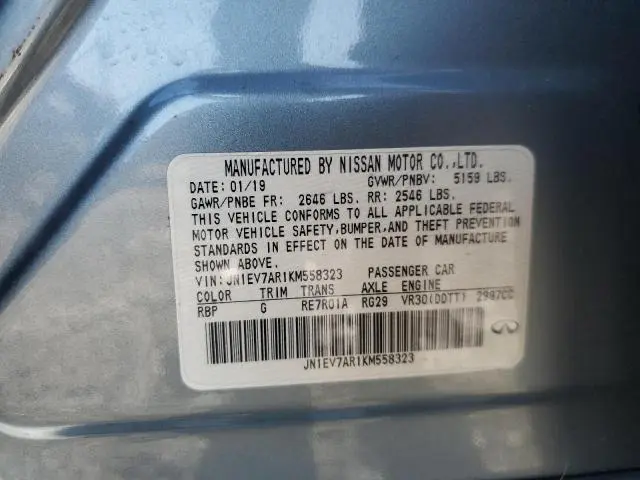 MANUFACTURED BY NISSAN MOTOR CO.,LTD.
DATE: 01/19 GVWR/PNBV: 5159 LBS.
GAWR/PNBE FR: 2646 LBS. RR: 2546 LBS.
THIS VEHICLE CONFORMS TO ALL APPLICABLE FEDERAL
MOTOR VEHICLE SAFETY,BUMPER,AND THEFT PREVENTION
STANDARDS IN EFFECT ON THE DATE OF MANUFACTURE
SHOWN ABOVE.
VIN:JN1EV7AR1KM558323 PASSENGER CAR
COLOR TRIM TRANS AXLE ENGINE
RBP G RE7R01A RG29 VR30(DDTT) 2997CC
JN1EV7AR1KM558323